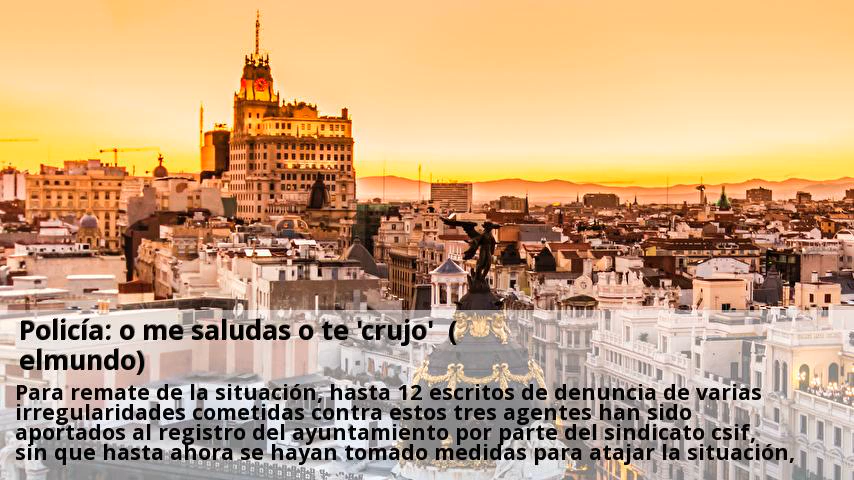 Policía: o me saludas o te 'crujo'  (
elmundo)
Para remate de la situación, hasta 12 escritos de denuncia de varias
irregularidades cometidas contra estos tres agentes han sido
aportados al registro del ayuntamiento por parte del sindicato csif,
sin que hasta ahora se hayan tomado medidas para atajar la situación,